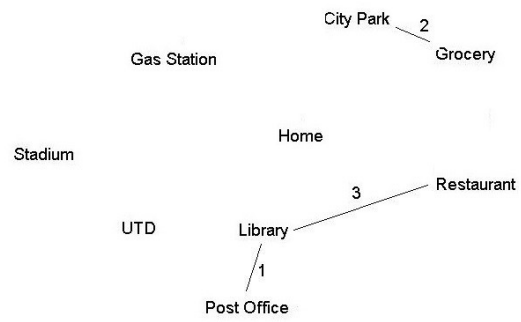 City Park
2
Grocery
Gas Station
Home
Stadium
Restaurant
3
UTD
Library
1
Post Office